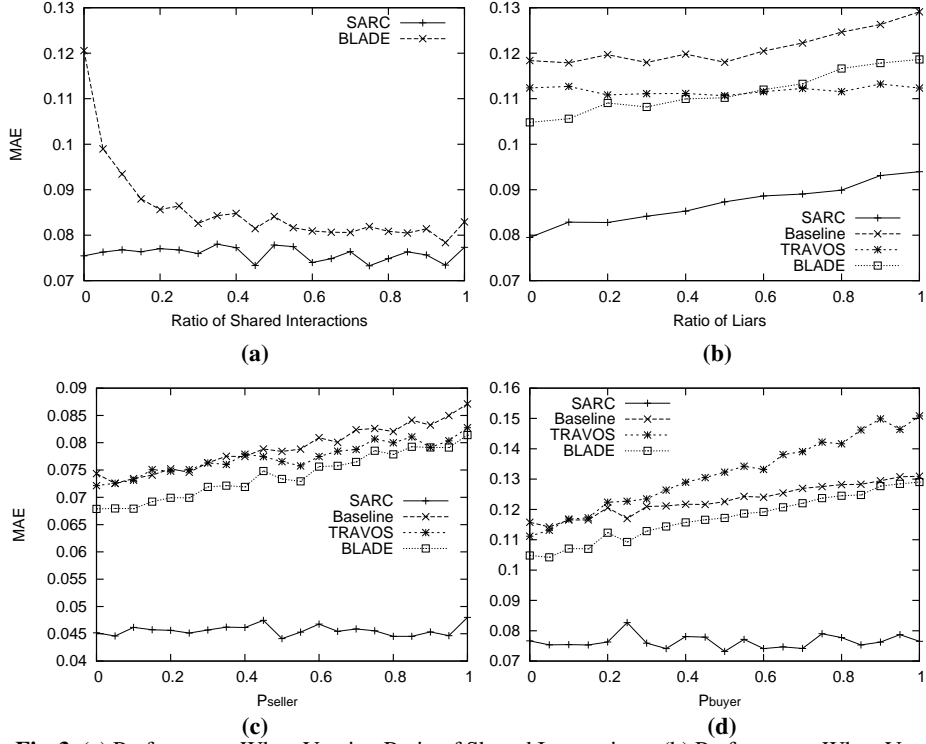 0.13
0.12
0.11
0.1
0.09
0.08
0.07
MAE
SARC
BLADE
0 0.2 0.4 0.6 0.8 1
Ratio of Shared Interactions
(a)
0.13
0.12
0.11
0.1
0.09
0.08
0.07
SARC
Baseline
TRAVOS
BLADE
0 0.2 0.4 0.6 0.8 1
Ratio of Liars
(b)
0.09
0.085
0.08
0.075
0.07
0.065
0.06
0.055
0.05
0.045
0.04
MAE
SARC
Baseline
TRAVOS
BLADE
0 0.2 0.4 0.6 0.8 1
Pseller
(c)
0.16
0.15
0.14
0.13
0.12
0.11
0.1
0.09
0.08
0.07
SARC
Baseline
TRAVOS
BLADE
0 0.2 0.4 0.6 0.8 1
Pbuyer
(d)